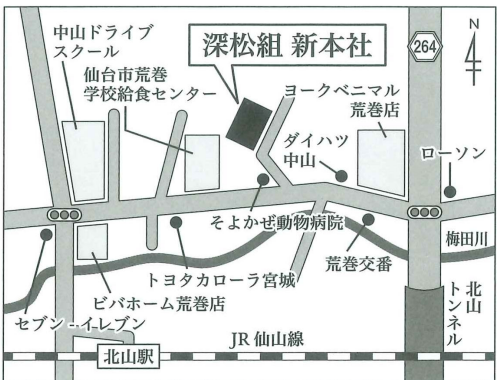 中山ドライブ
スクール
仙台市荒巻
学校給食センター
深松組 新本社
264
N
ヨークベニマル
荒巻店
ダイハツ
中山
ローソン
そよかぜ動物病院
荒巻交番
梅田川
トヨタカローラ宮城
ビバホーム荒巻店
セブン-イレブン
北山
トンネル
JR仙山線
北山駅